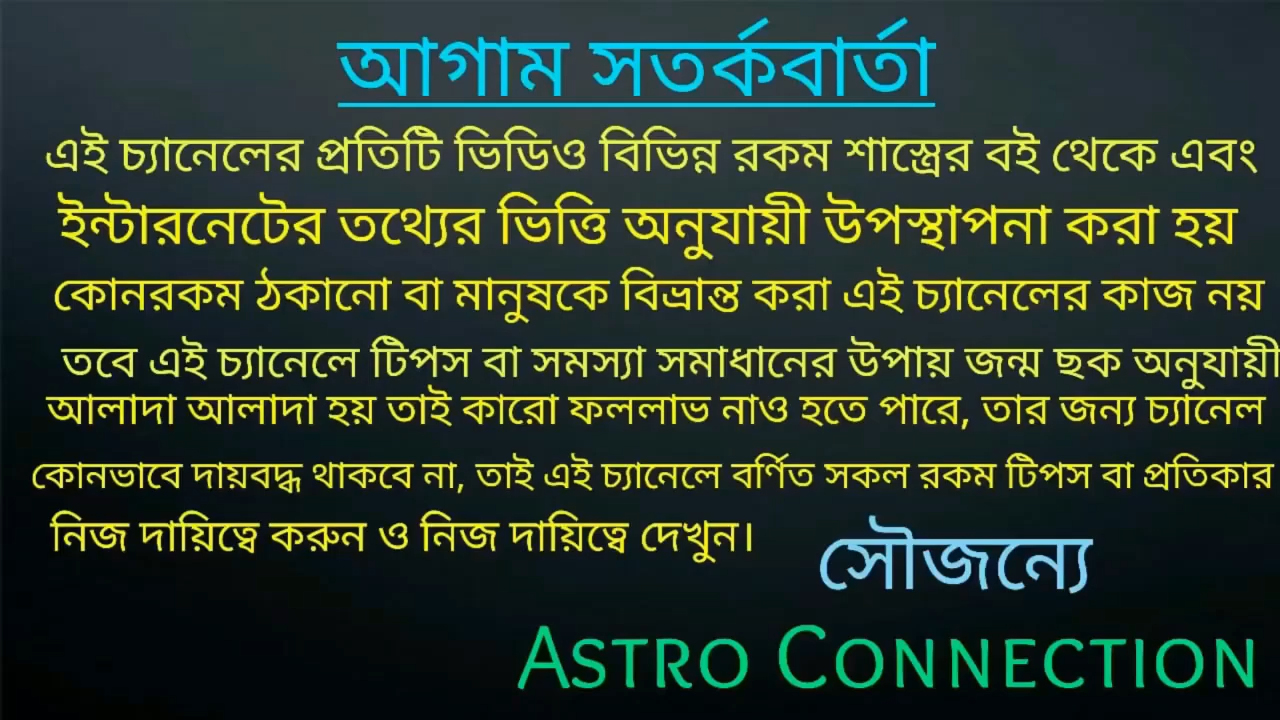 আগাম সতর্কবার্তা
এই চ্যানেলের প্রতিটি ভিডিও বিভিন্ন রকম শাস্ত্রের বই থেকে এবং
ইন্টারনেটের তথ্যের ভিত্তি অনুযায়ী উপস্থাপনা করা হয়
কোনরকম ঠকানো বা মানুষকে বিভ্রান্ত করা এই চ্যানেলের কাজ নয়
তবে এই চ্যানেলে টিপস বা সমস্যা সমাধানের উপায় জন্ম ছক অনুযায়ী
আলাদা আলাদা হয় তাই কারো ফললাভ নাও হতে পারে, তার জন্য চ্যানেল
কোনভাবে দায়বদ্ধ থাকবে না, তাই এই চ্যানেলে বর্ণিত সকল রকম টিপস বা প্রতিকার
নিজ দায়িত্বে করুন ও নিজ দায়িত্বে দেখুন।
সৌজন্যে
ASTRO CONNECTION